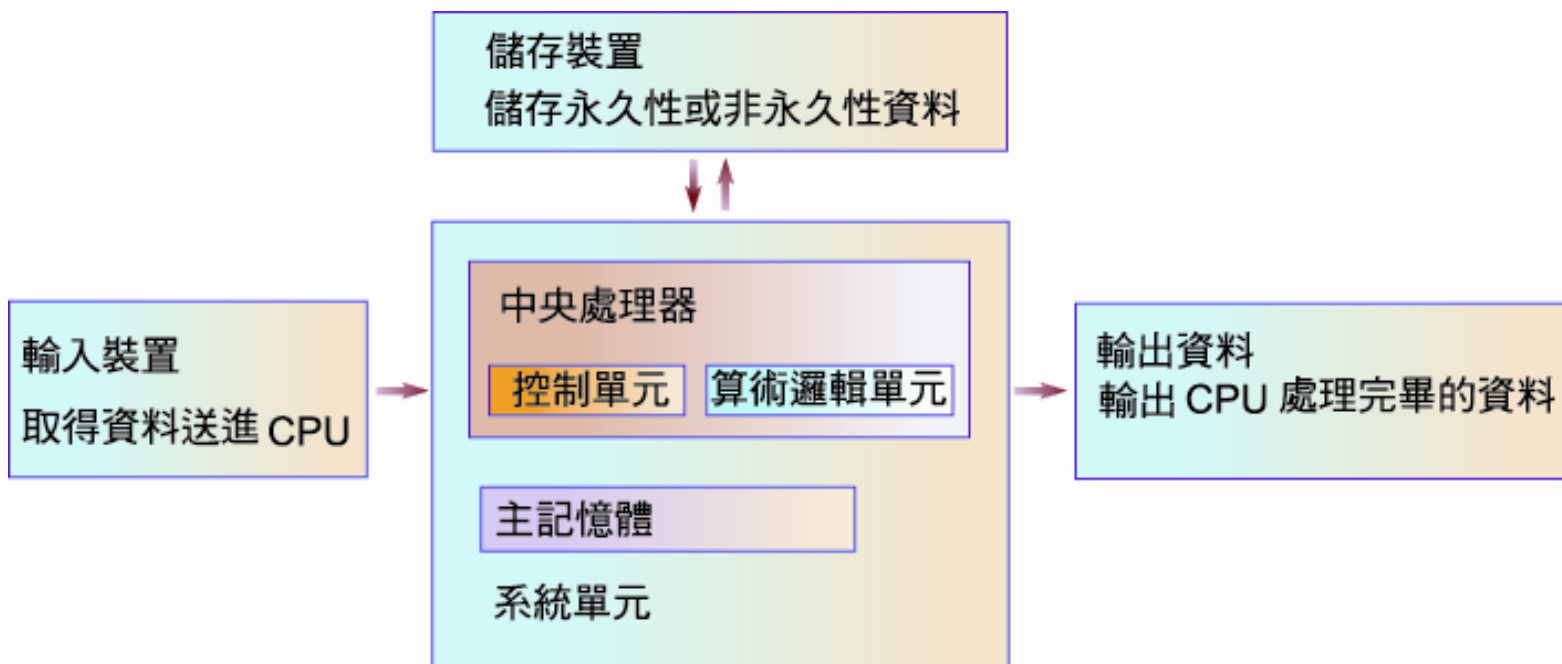 儲存裝置
儲存永久性或非永久性資料
輸入裝置
取得資料送進 CPU
中央處理器
控制單元
算術邏輯單元
主記憶體
系統單元
輸出資料
輸出 CPU 處理完畢的資料